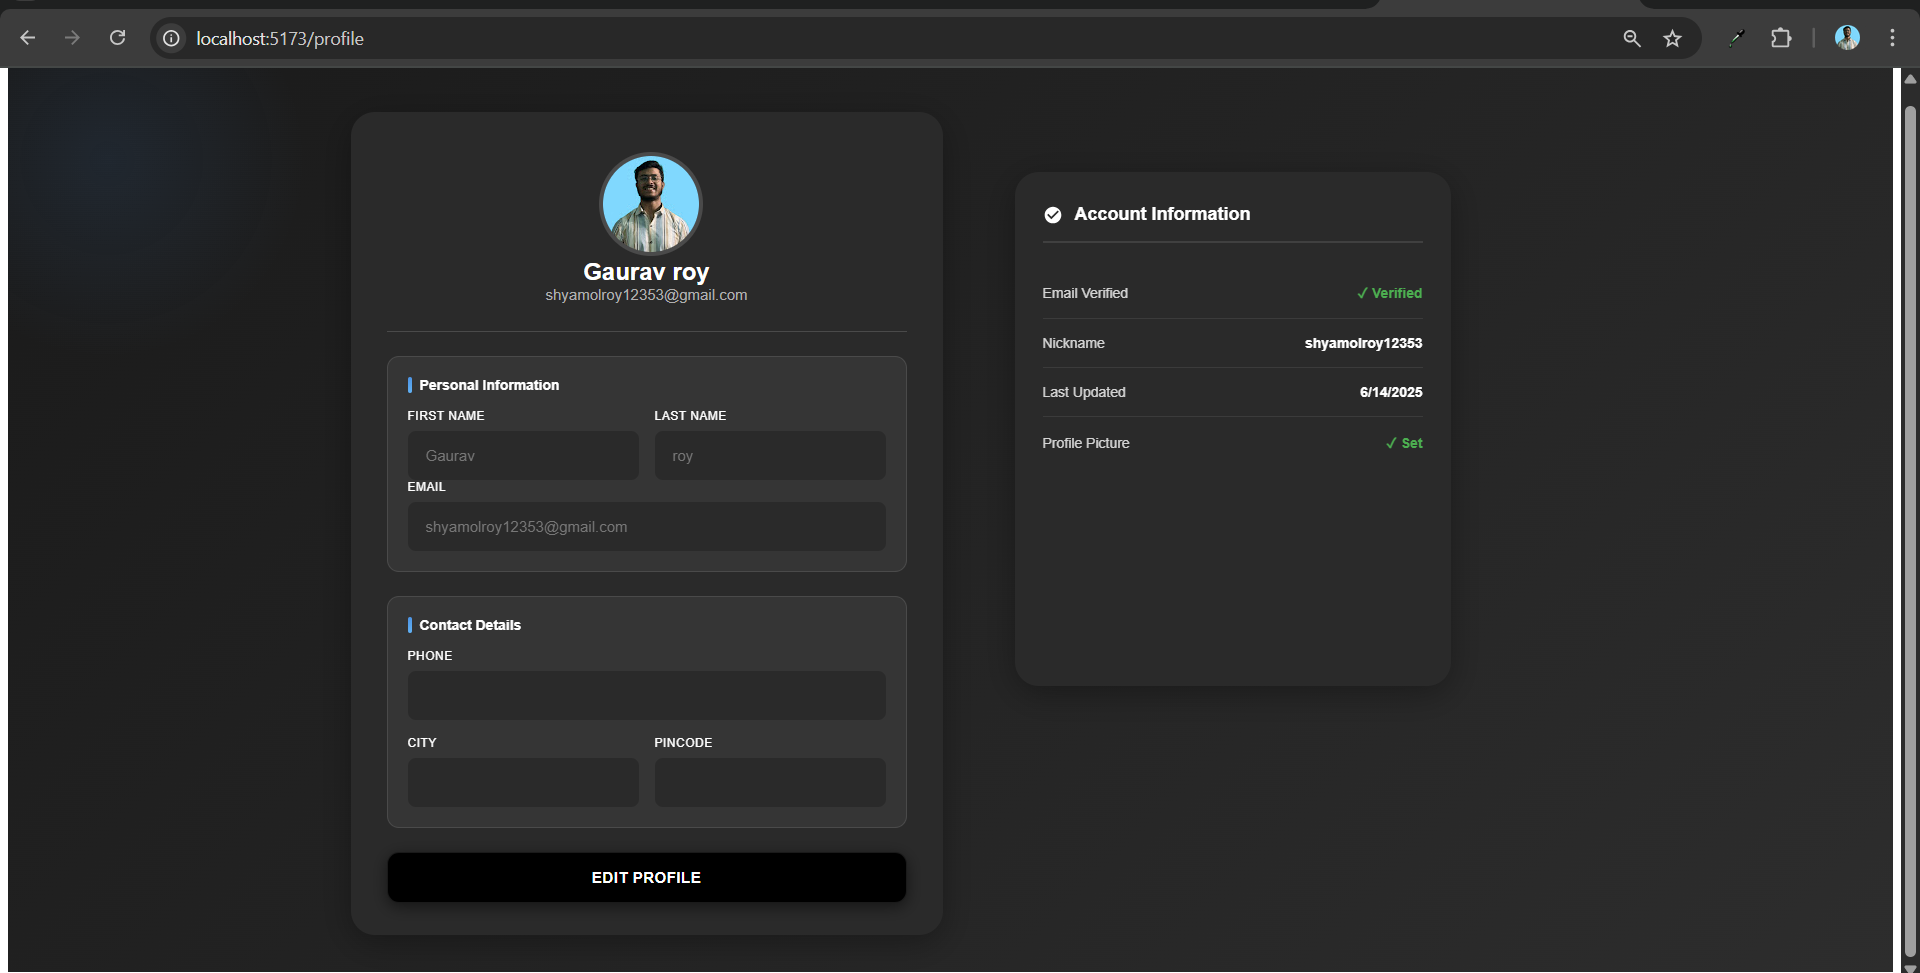 localhost:5173/profile
Gaurav roy
shyamolroy12353@gmail.com
Personal Information
FIRST NAME
LAST NAME
Gaurav
roy
EMAIL
shyamolroy12353@gmail.com
Contact Details
PHONE
CITY
PINCODE
EDIT PROFILE
Account Information
Email Verified
✓ Verified
Nickname
shyamolroy12353
Last Updated
6/14/2025
Profile Picture
✓ Set